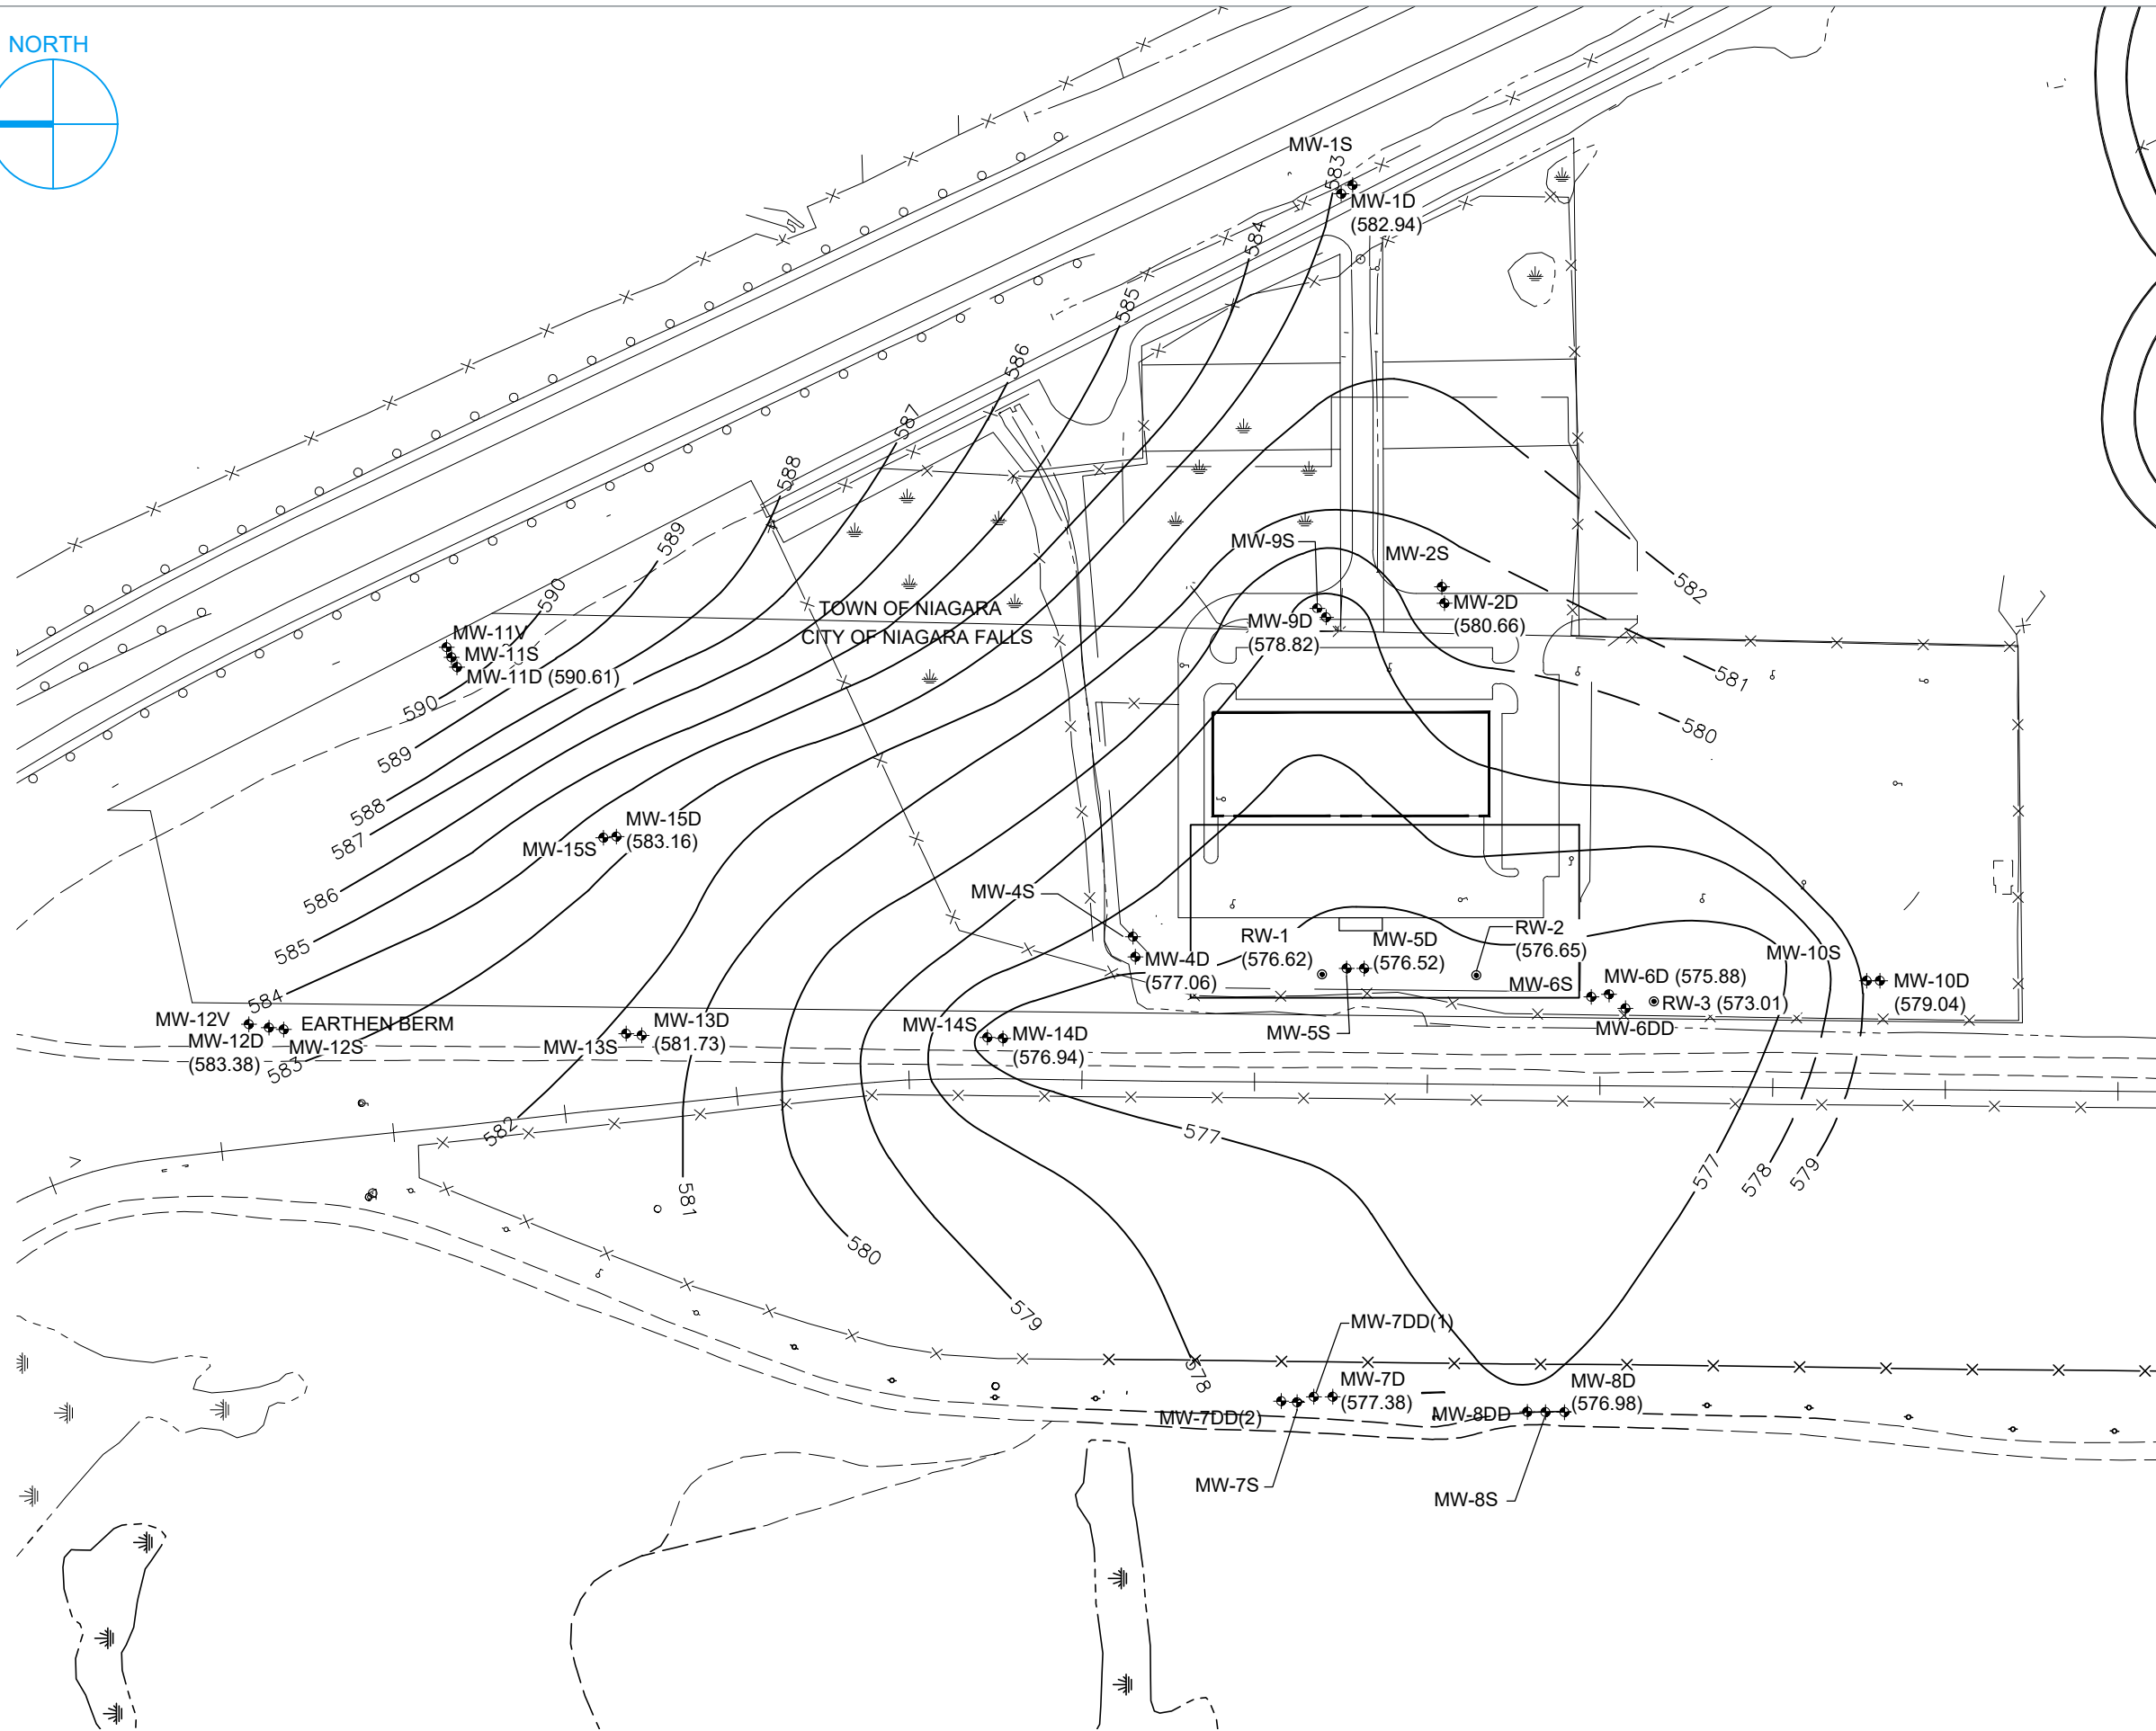 NORTH
MW-1S
583
MW-1D
(582.94)
584
585
586
587
588
589
590
MW-9S
MW-2S
582
MW-2D
(580.66)
TOWN OF NIAGARA
CITY OF NIAGARA FALLS
MW-9D
(578.82)
MW-11V
MW-11S
MW-11D (590.61)
581
590
580
589
588
587
MW-15D
(583.16)
MW-15S
586
MW-4S
585
RW-1
(576.62)
MW-5D
(576.52)
RW-2
(576.65)
MW-10S
MW-4D
(577.06)
MW-6S
MW-6D (575.88)
MW-10D
(579.04)
RW-3 (573.01)
584
MW-12V
EARTHEN BERM
MW-12D
(583.38)
MW-12S
583
MW-13S
MW-13D
(581.73)
MW-14S
MW-14D
(576.94)
MW-5S
MW-6DD
582
577
577
578
579
581
580
579
MW-7DD(1)
578
MW-7D
(577.38)
MW-8D
(576.98)
MW-7DD(2)
MW-8DD
MW-7S
MW-8S